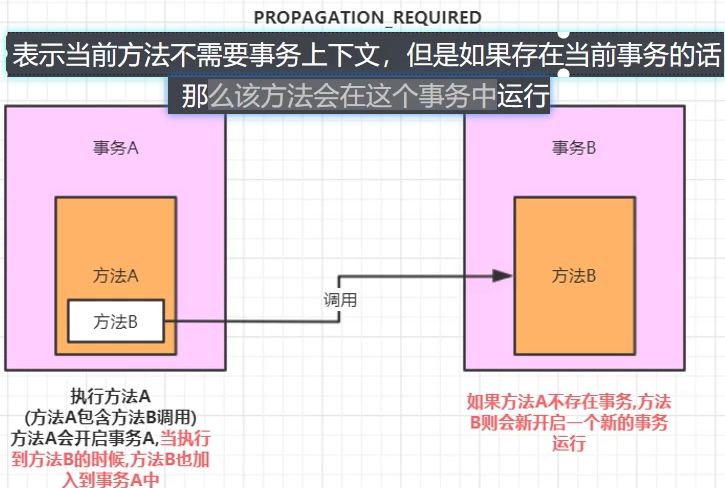 PROPAGATION_REQUIRED
表示当前方法不需要事务上下文，但是如果存在当前事务的话
那么该方法会在这个事务中运行
事务A
事务B
方法A
方法B
方法B
调用
执行方法A
(方法A包含方法B调用)
方法A会开启事务A,当执行
到方法B的时候,方法B也加
入到事务A中
如果方法A不存在事务,方法
B则会新开启一个新的事务
运行